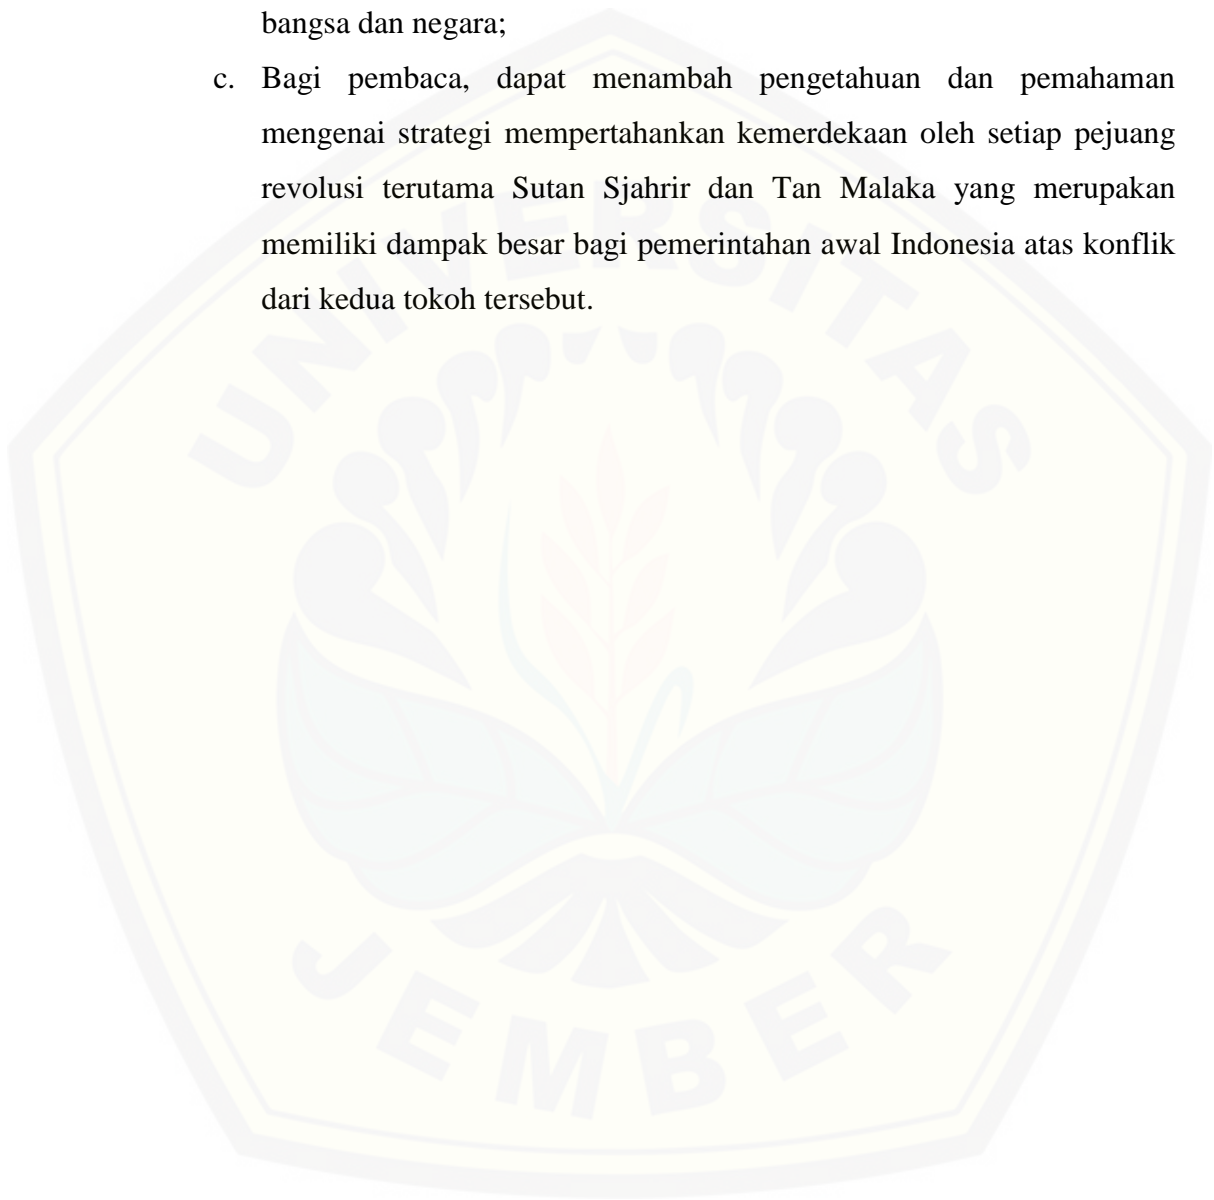 bangsa dan negara;
c. Bagi pembaca, dapat menambah pengetahuan dan pemahaman
mengenai strategi mempertahankan kemerdekaan oleh setiap pejuang
revolusi terutama Sutan Sjahrir dan Tan Malaka yang merupakan
memiliki dampak besar bagi pemerintahan awal Indonesia atas konflik
dari kedua tokoh tersebut.
UNIVERSITAS
JEMBER